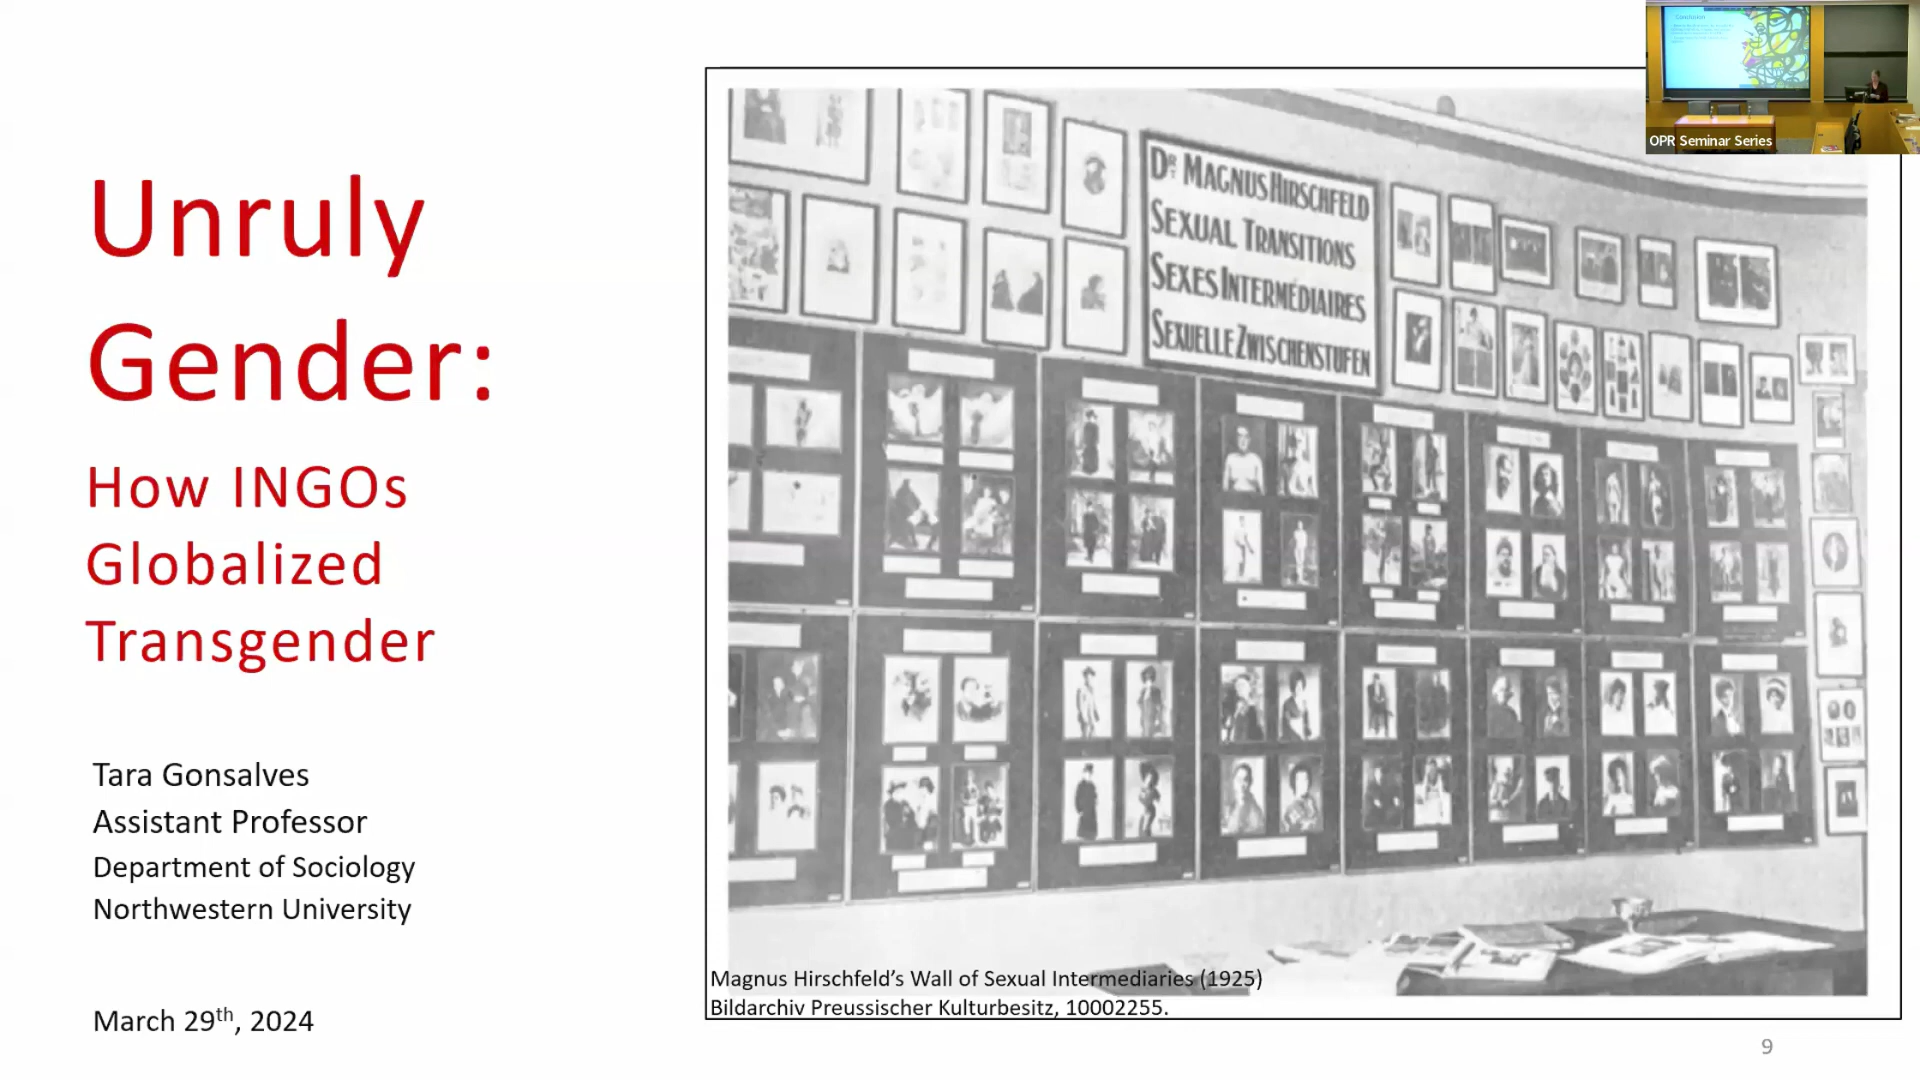 Unruly
Gender:
How INGOs
Globalized
Transgender
Tara Gonsalves
Assistant Professor
Department of Sociology
Northwestern University
March 29th, 2024
DR MAGNUS HIRSCHFELD
SEXUAL TRANSITIONS
SEXES INTERMÉDIAIRES
SEXUELLE ZWISCHENSTUFEN
Magnus Hirschfeld’s Wall of Sexual Intermediaries (1925)
Bildarchiv Preussischer Kulturbesitz, 10002255.
9
Conclusion
OPR Seminar Series